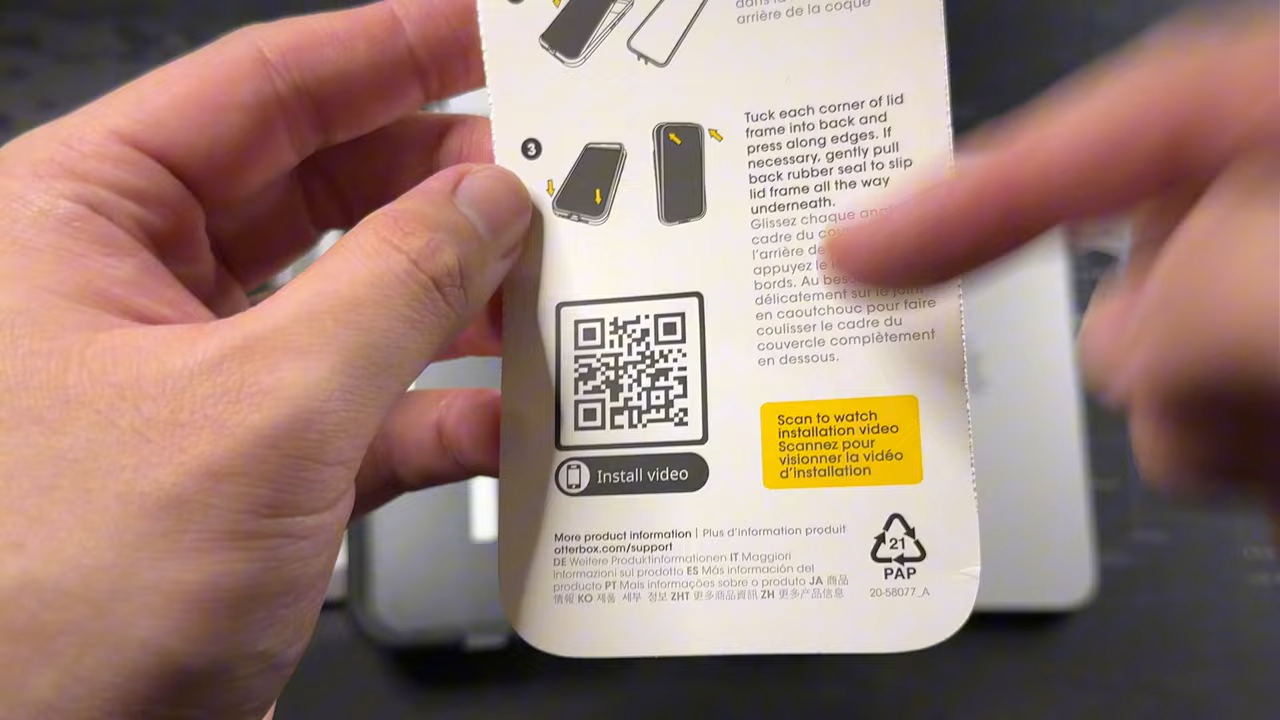 arrière de la coque
3
Tuck each corner of lid
frame into back and
press along edges. If
necessary, gently pull
back rubber seal to slip
lid frame all the way
underneath.
Glissez chaque
cadre du
l'arrière de
appuyez le
bords. Au
délicatement sur le joint
en caoutchouc pour faire
coulisser le cadre du
couvercle complètement
en dessous.
Install video
Scan to watch
installation video
Scannez pour
visionner la vidéo
d'installation
More product information | Plus d'information produit
otterbox.com/support
DE Weitere Produktinformationen IT Maggiori
informazioni sul prodotto ES Más información del
producto PT Mais informações sobre o produto JA 商品
情報 KO 제품 세부 정보 ZHT 更多商品資訊 ZH 更多产品信息
21
PAP
20-58077_A